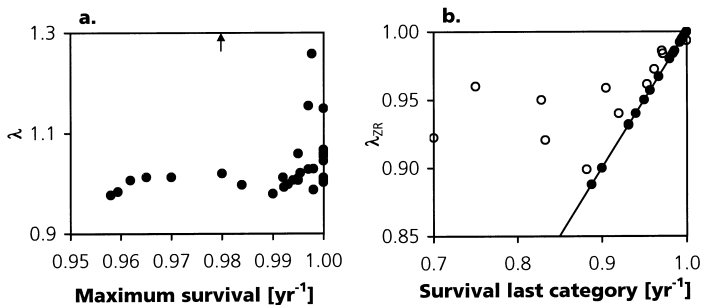 a.
1.3
1.1
0.9
λ
0.95 0.96 0.97 0.98 0.99 1.00
Maximum survival [yr⁻¹]
b.
1.00
0.95
0.90
0.85
λZR
0.7 0.8 0.9 1.0
Survival last category [yr⁻¹]